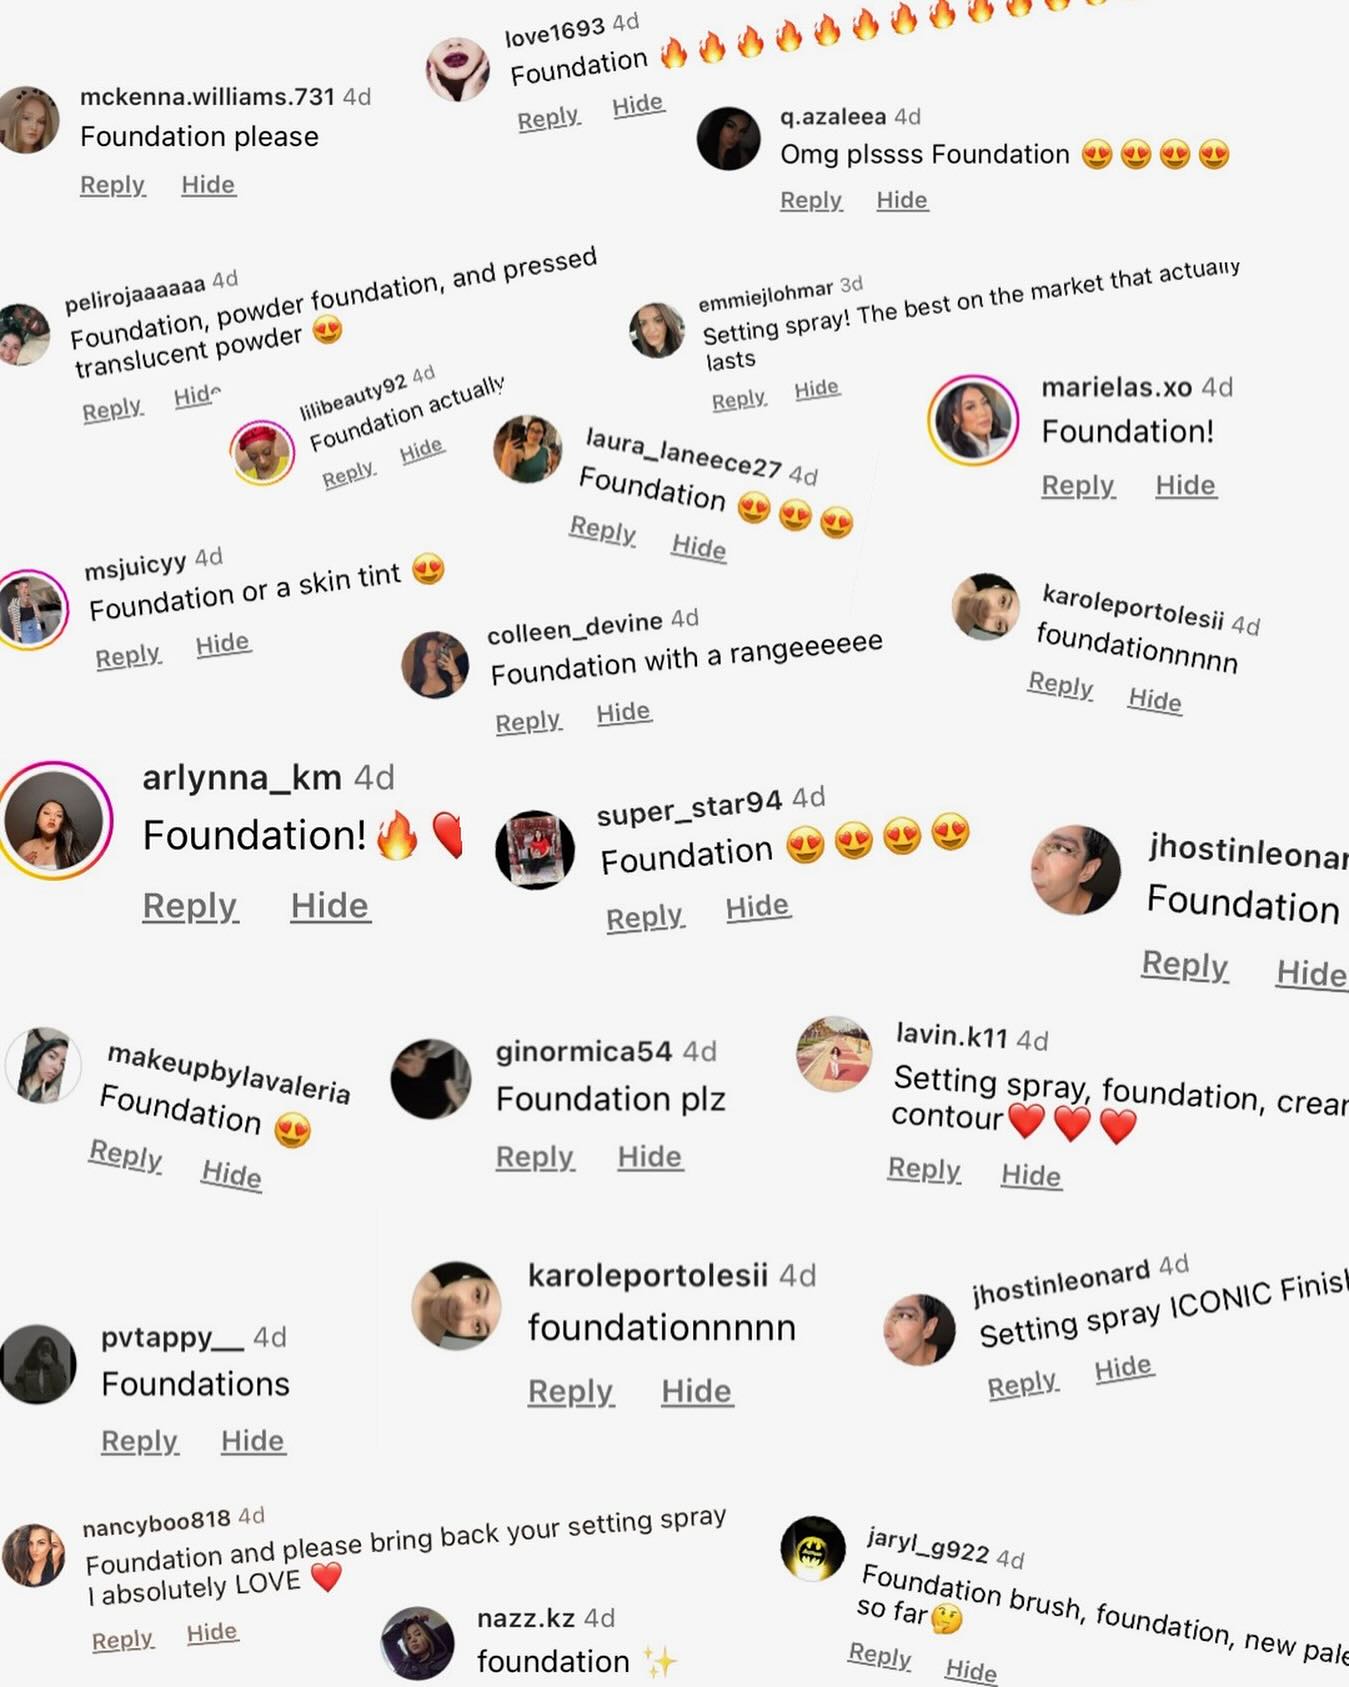 love1693 4d
Foundation 🔥🔥🔥🔥🔥🔥🔥🔥🔥🔥🔥🔥
Reply Hide
mckenna.williams.731 4d
Foundation please
Reply Hide
q.azaleea 4d
Omg plssss Foundation 😍😍😍😍
Reply Hide
pelirojaaaaaa 4d
Foundation, powder foundation, and pressed
translucent powder 😍
Reply Hide
emmiejlohmar 3d
Setting spray! The best on the market that actually
lasts
Reply Hide
lilibeauty92 4d
Foundation actually
Reply Hide
marielas.xo 4d
Foundation!
Reply Hide
laura_laneece27 4d
Foundation 😍😍😍
Reply Hide
msjuicyy 4d
Foundation or a skin tint 😍
Reply Hide
colleen_devine 4d
Foundation with a rangeeeeee
Reply Hide
karoleportolesii 4d
foundationnnnn
Reply Hide
arlynna_km 4d
Foundation!🔥❤️
Reply Hide
super_star94 4d
Foundation 😍😍😍😍
Reply Hide
jhostinleonar
Foundation
Reply Hide
makeupbylavaleria
Foundation 😍
Reply Hide
ginormica54 4d
Foundation plz
Reply Hide
lavin.k11 4d
Setting spray, foundation, crear
contour❤️❤️❤️
Reply Hide
pvtappy__ 4d
Foundations
Reply Hide
karoleportolesii 4d
foundationnnnn
Reply Hide
jhostinleonard 4d
Setting spray ICONIC Finish
Reply Hide
nancyboo818 4d
Foundation and please bring back your setting spray
I absolutely LOVE ❤️
Reply Hide
nazz.kz 4d
foundation ✨
jaryl_g922 4d
Foundation brush, foundation, new pale
so far🤔
Reply Hide